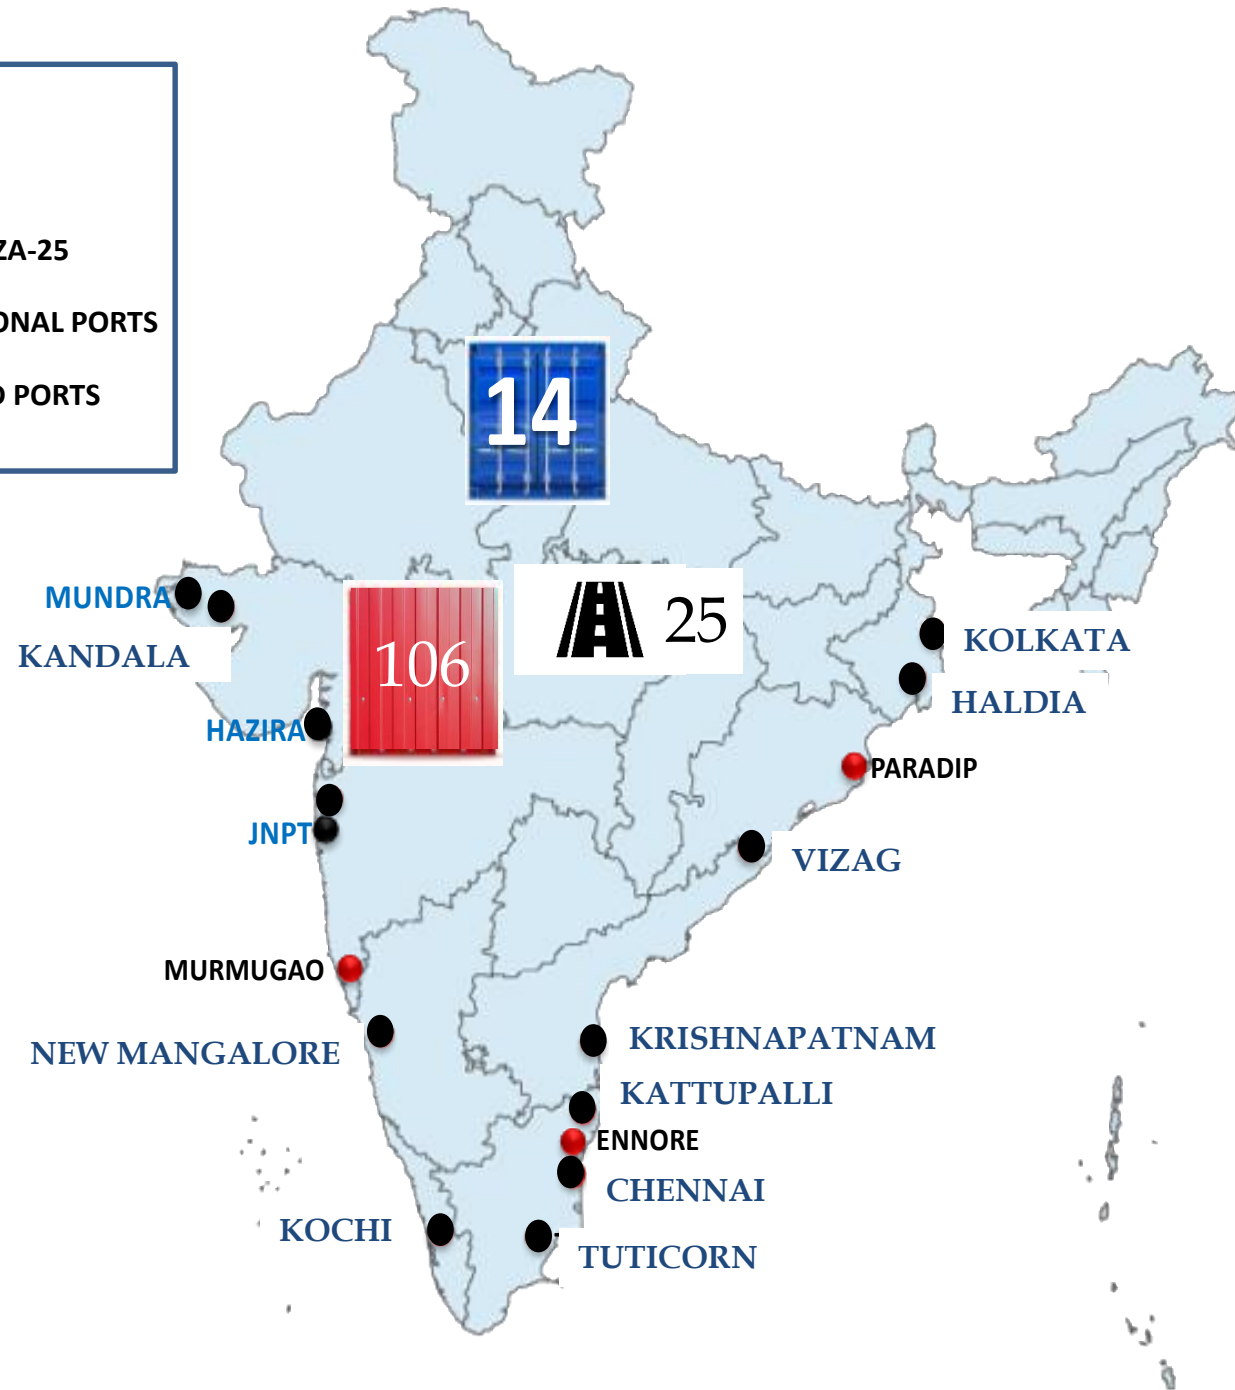 ZA-25
ONAL PORTS
PORTS
14
106
25
MUNDRA
KANDALA
HAZIRA
JNPT
MURMUGAO
NEW MANGALORE
KOCHI
KOLKATA
HALDIA
PARADIP
VIZAG
KRISHNAPATNAM
KATTUPALLI
ENNORE
CHENNAI
TUTICORN